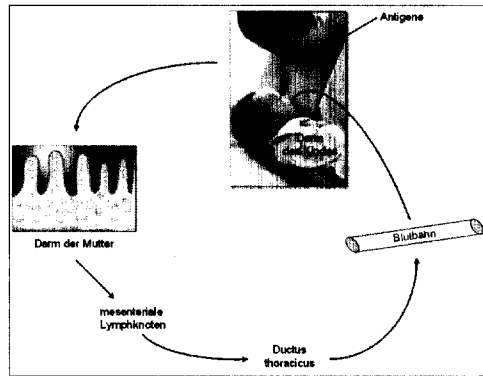 Antigene
Darm der Mutter
Blutbahn
mesenteriale
Lymphknoten
Ductus
thoracicus